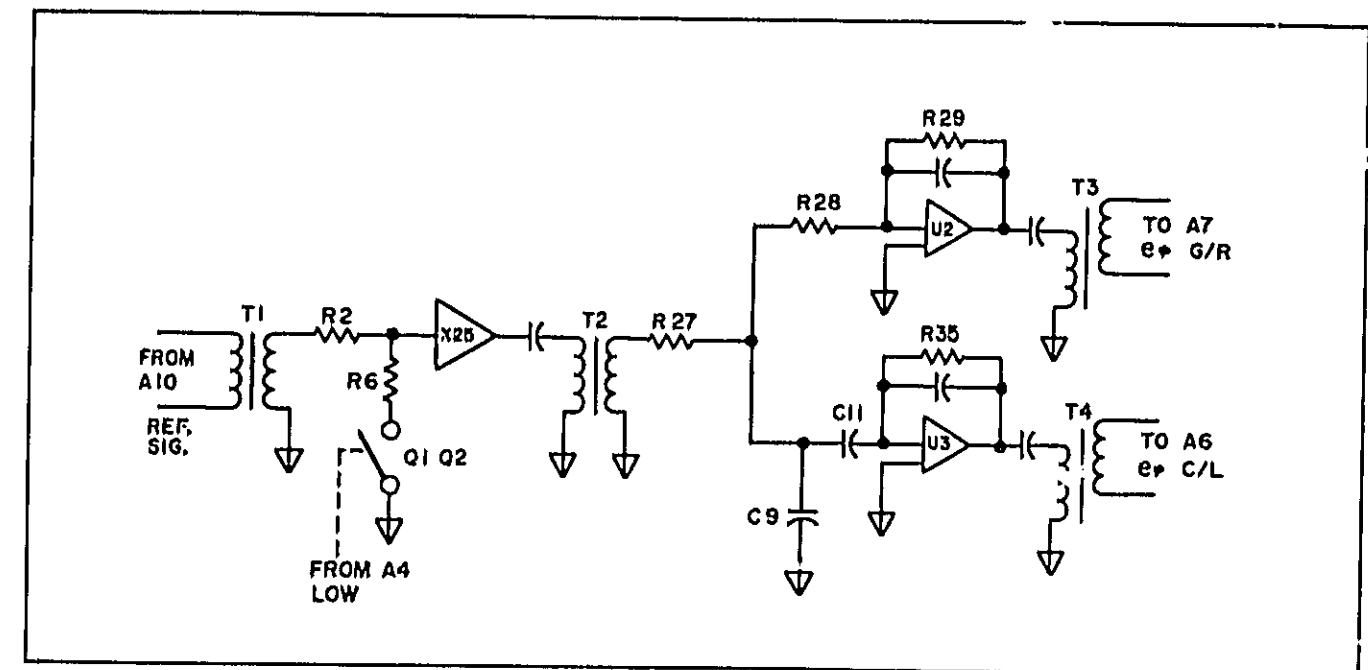 R29
R28
U2
T3
TO A7
eφ G/R
T1
R2
X25
T2
R27
R35
FROM
A10
R6
C11
U3
T4
REF.
SIG.
Q1 Q2
TO A6
eφ C/L
C9
FROM A4
LOW